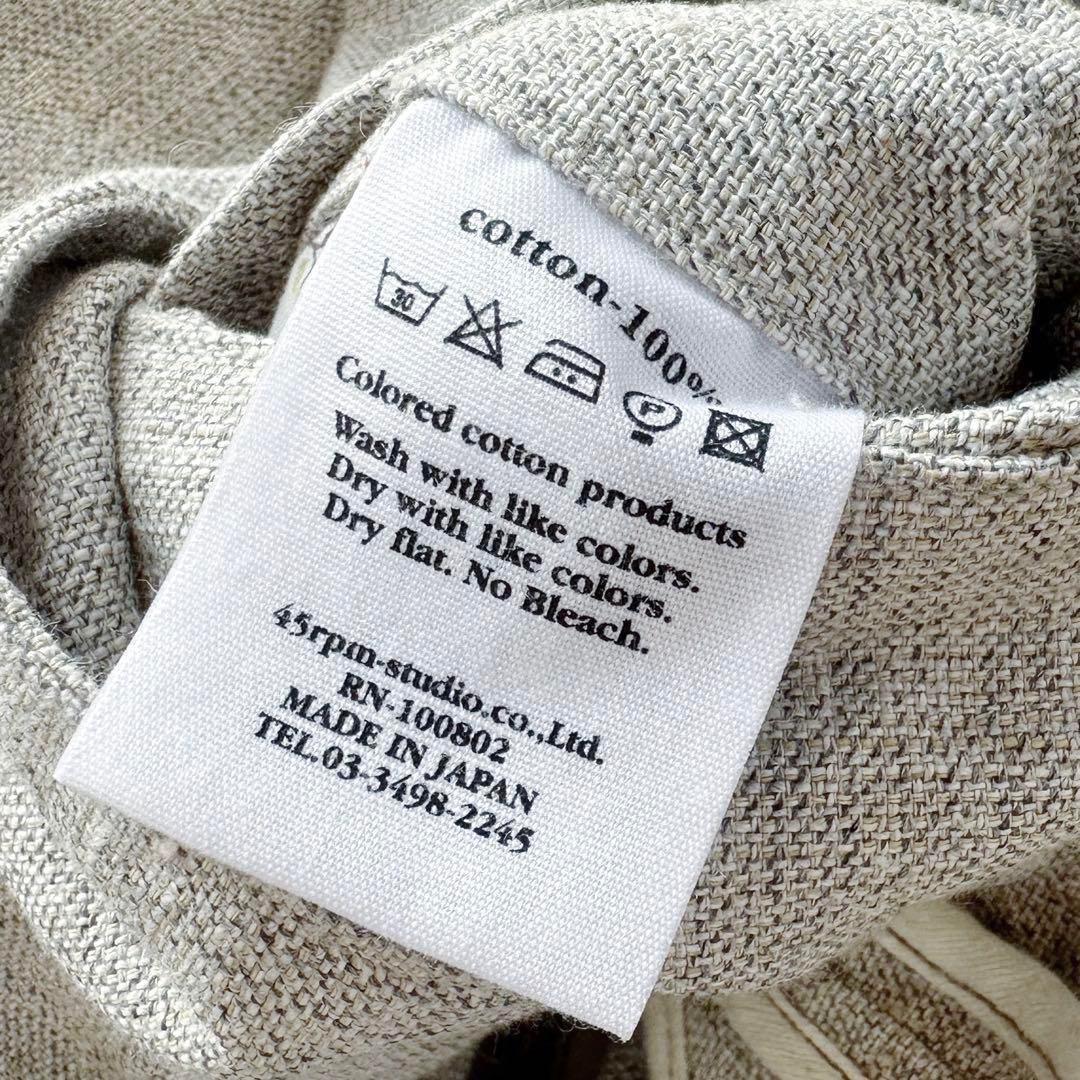 cotton-100%
30
P
Colored cotton products
Wash with like colors.
Dry with like colors.
Dry flat. No Bleach.
45rpm-studio.co.,Ltd.
RN-100802
MADE IN JAPAN
TEL.03-3498-2245